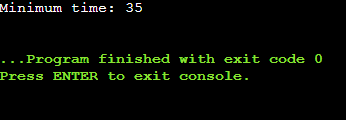 Minimum time: 35
...Program finished with exit code 0
Press ENTER to exit console.